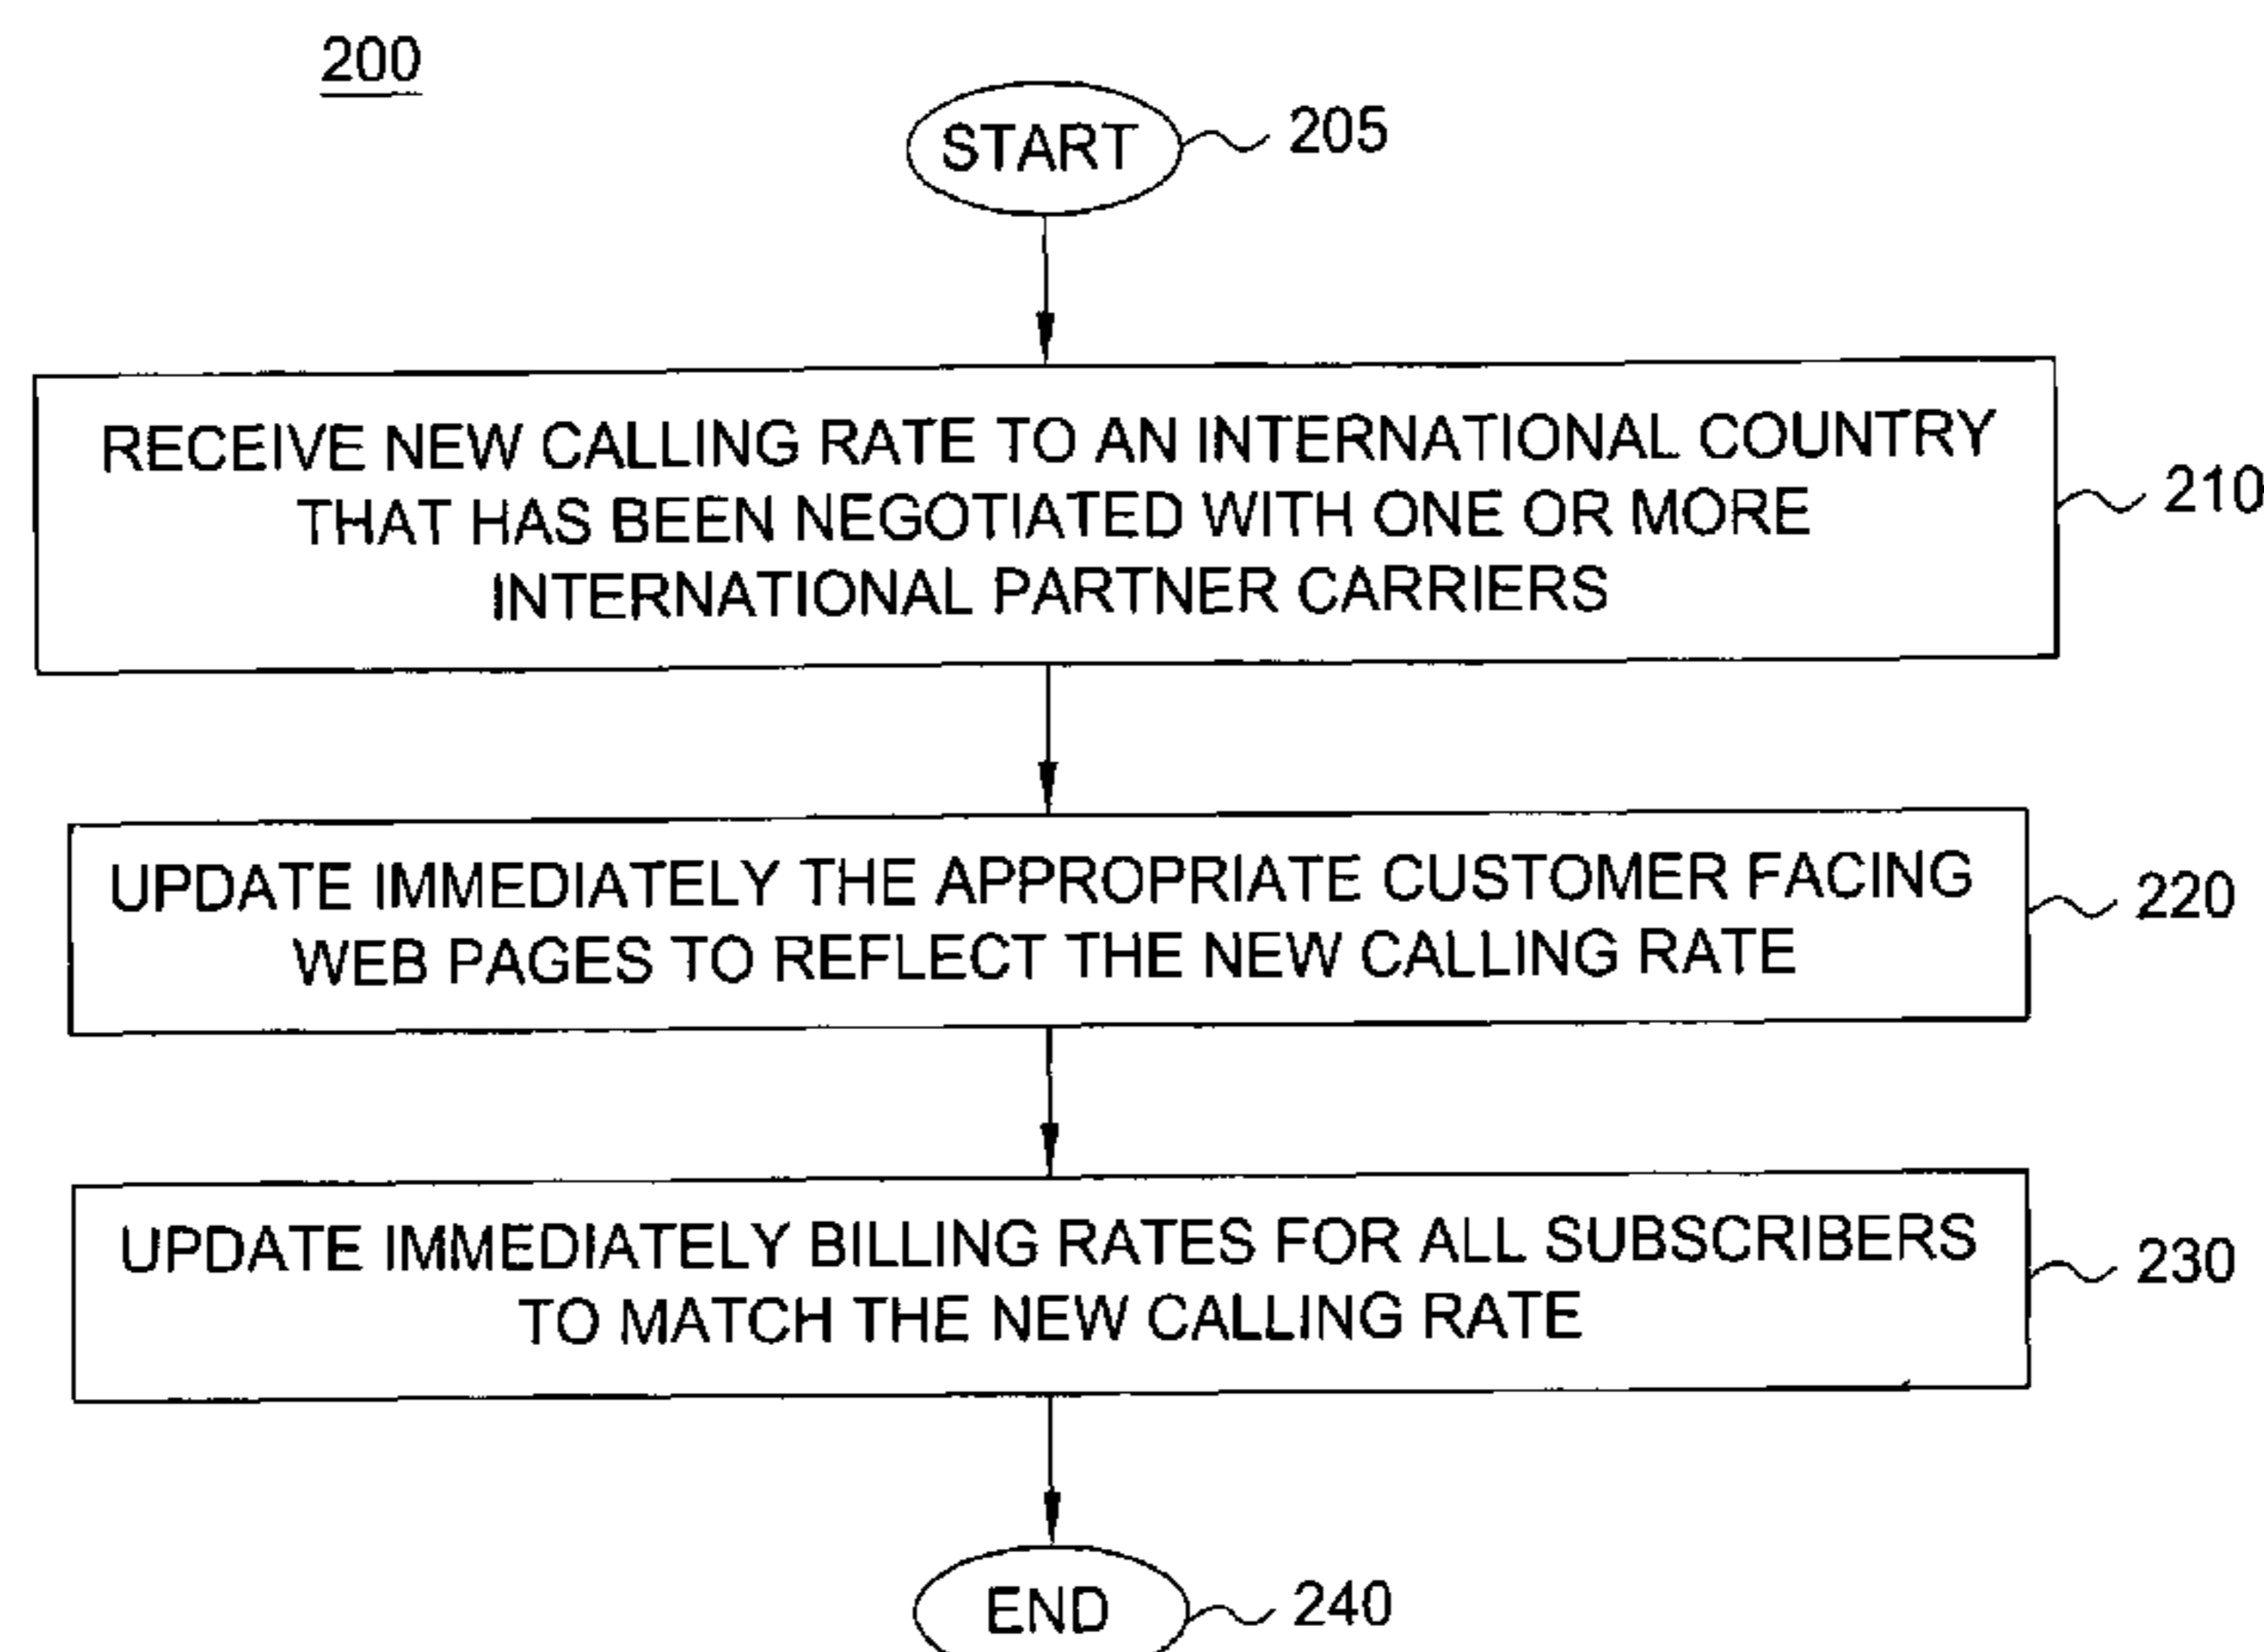 200
START 205
RECEIVE NEW CALLING RATE TO AN INTERNATIONAL COUNTRY
THAT HAS BEEN NEGOTIATED WITH ONE OR MORE
INTERNATIONAL PARTNER CARRIERS
210
UPDATE IMMEDIATELY THE APPROPRIATE CUSTOMER FACING
WEB PAGES TO REFLECT THE NEW CALLING RATE
220
UPDATE IMMEDIATELY BILLING RATES FOR ALL SUBSCRIBERS
TO MATCH THE NEW CALLING RATE
230
END 240